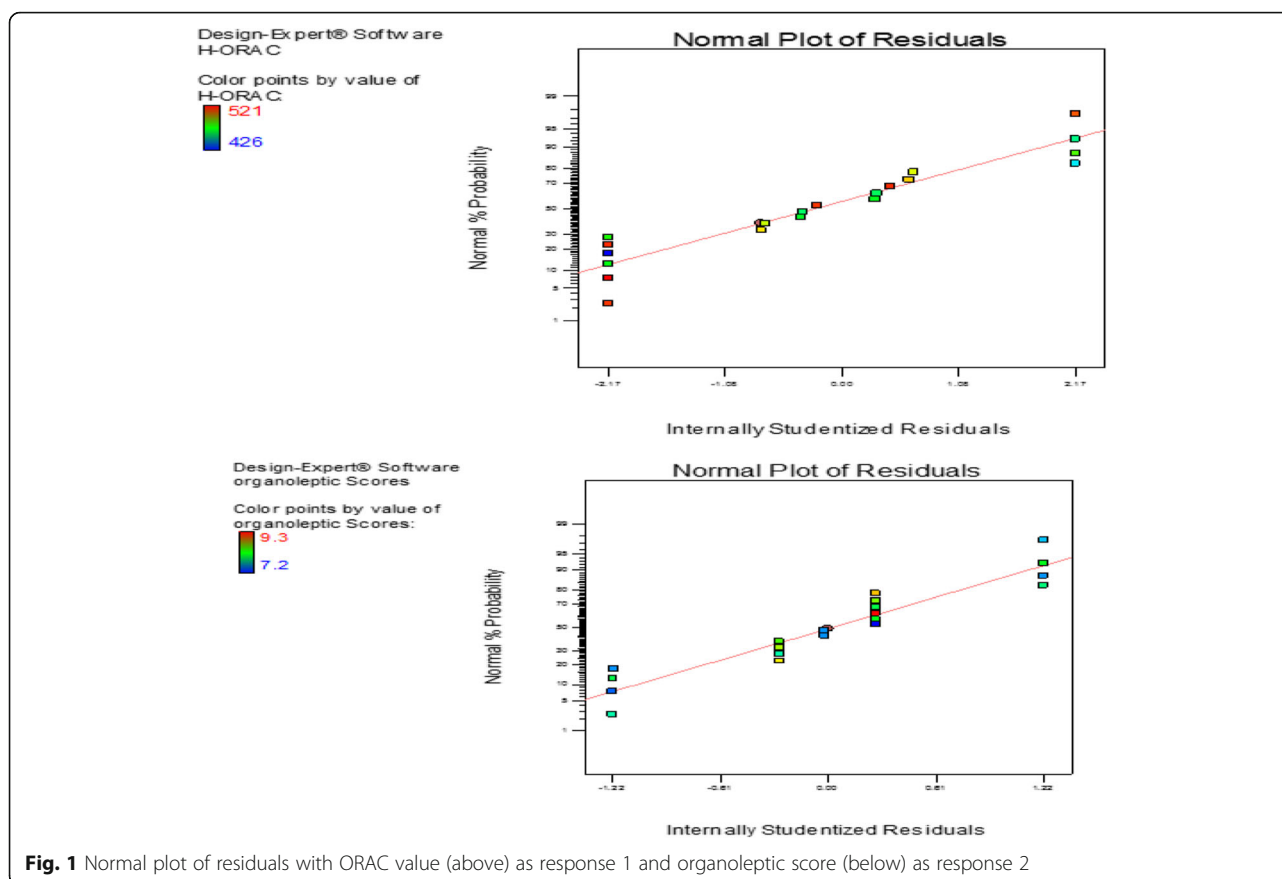 Design-Expert® Software
H-ORAC
Color points by value of
H-ORAC:
521
426
Normal Plot of Residuals
Normal % Probability
99
95
90
80
70
50
30
20
10
5
1
-2.17
-1.08
0.00
1.08
2.17
Internally Studentized Residuals
Design-Expert® Software
organoleptic Scores
Color points by value of
organoleptic Scores:
9.3
7.2
Normal Plot of Residuals
Normal % Probability
99
95
90
80
70
50
30
20
10
5
1
-1.22
-0.61
0.00
0.61
1.22
Internally Studentized Residuals
Fig. 1 Normal plot of residuals with ORAC value (above) as response 1 and organoleptic score (below) as response 2